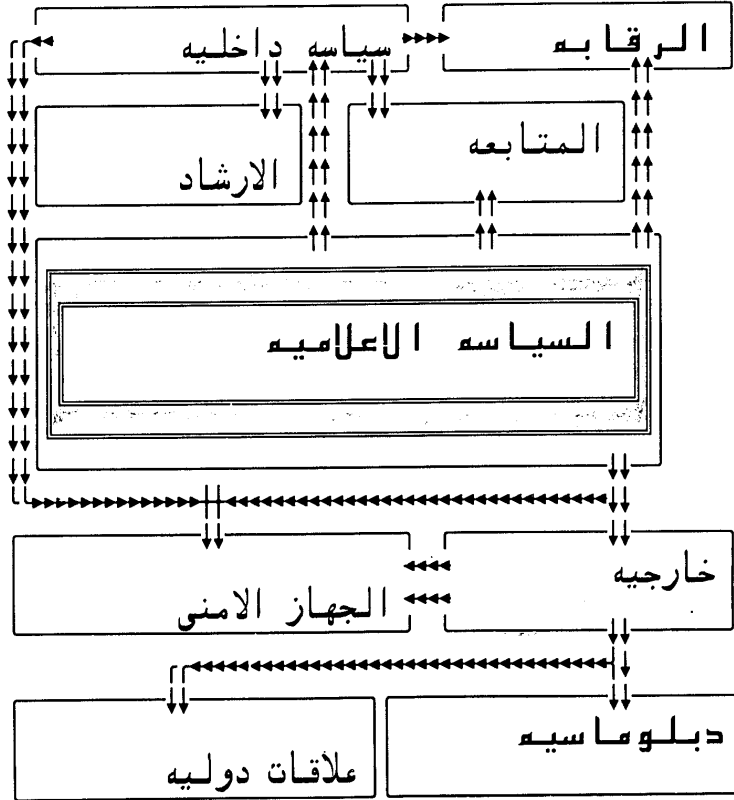 الرقابه
سياسه داخليه
المتابعه
الارشاد
السياسه الاعلاميه
خارجيه
الجهاز الامنى
دبلوماسيه
علاقات دوليه